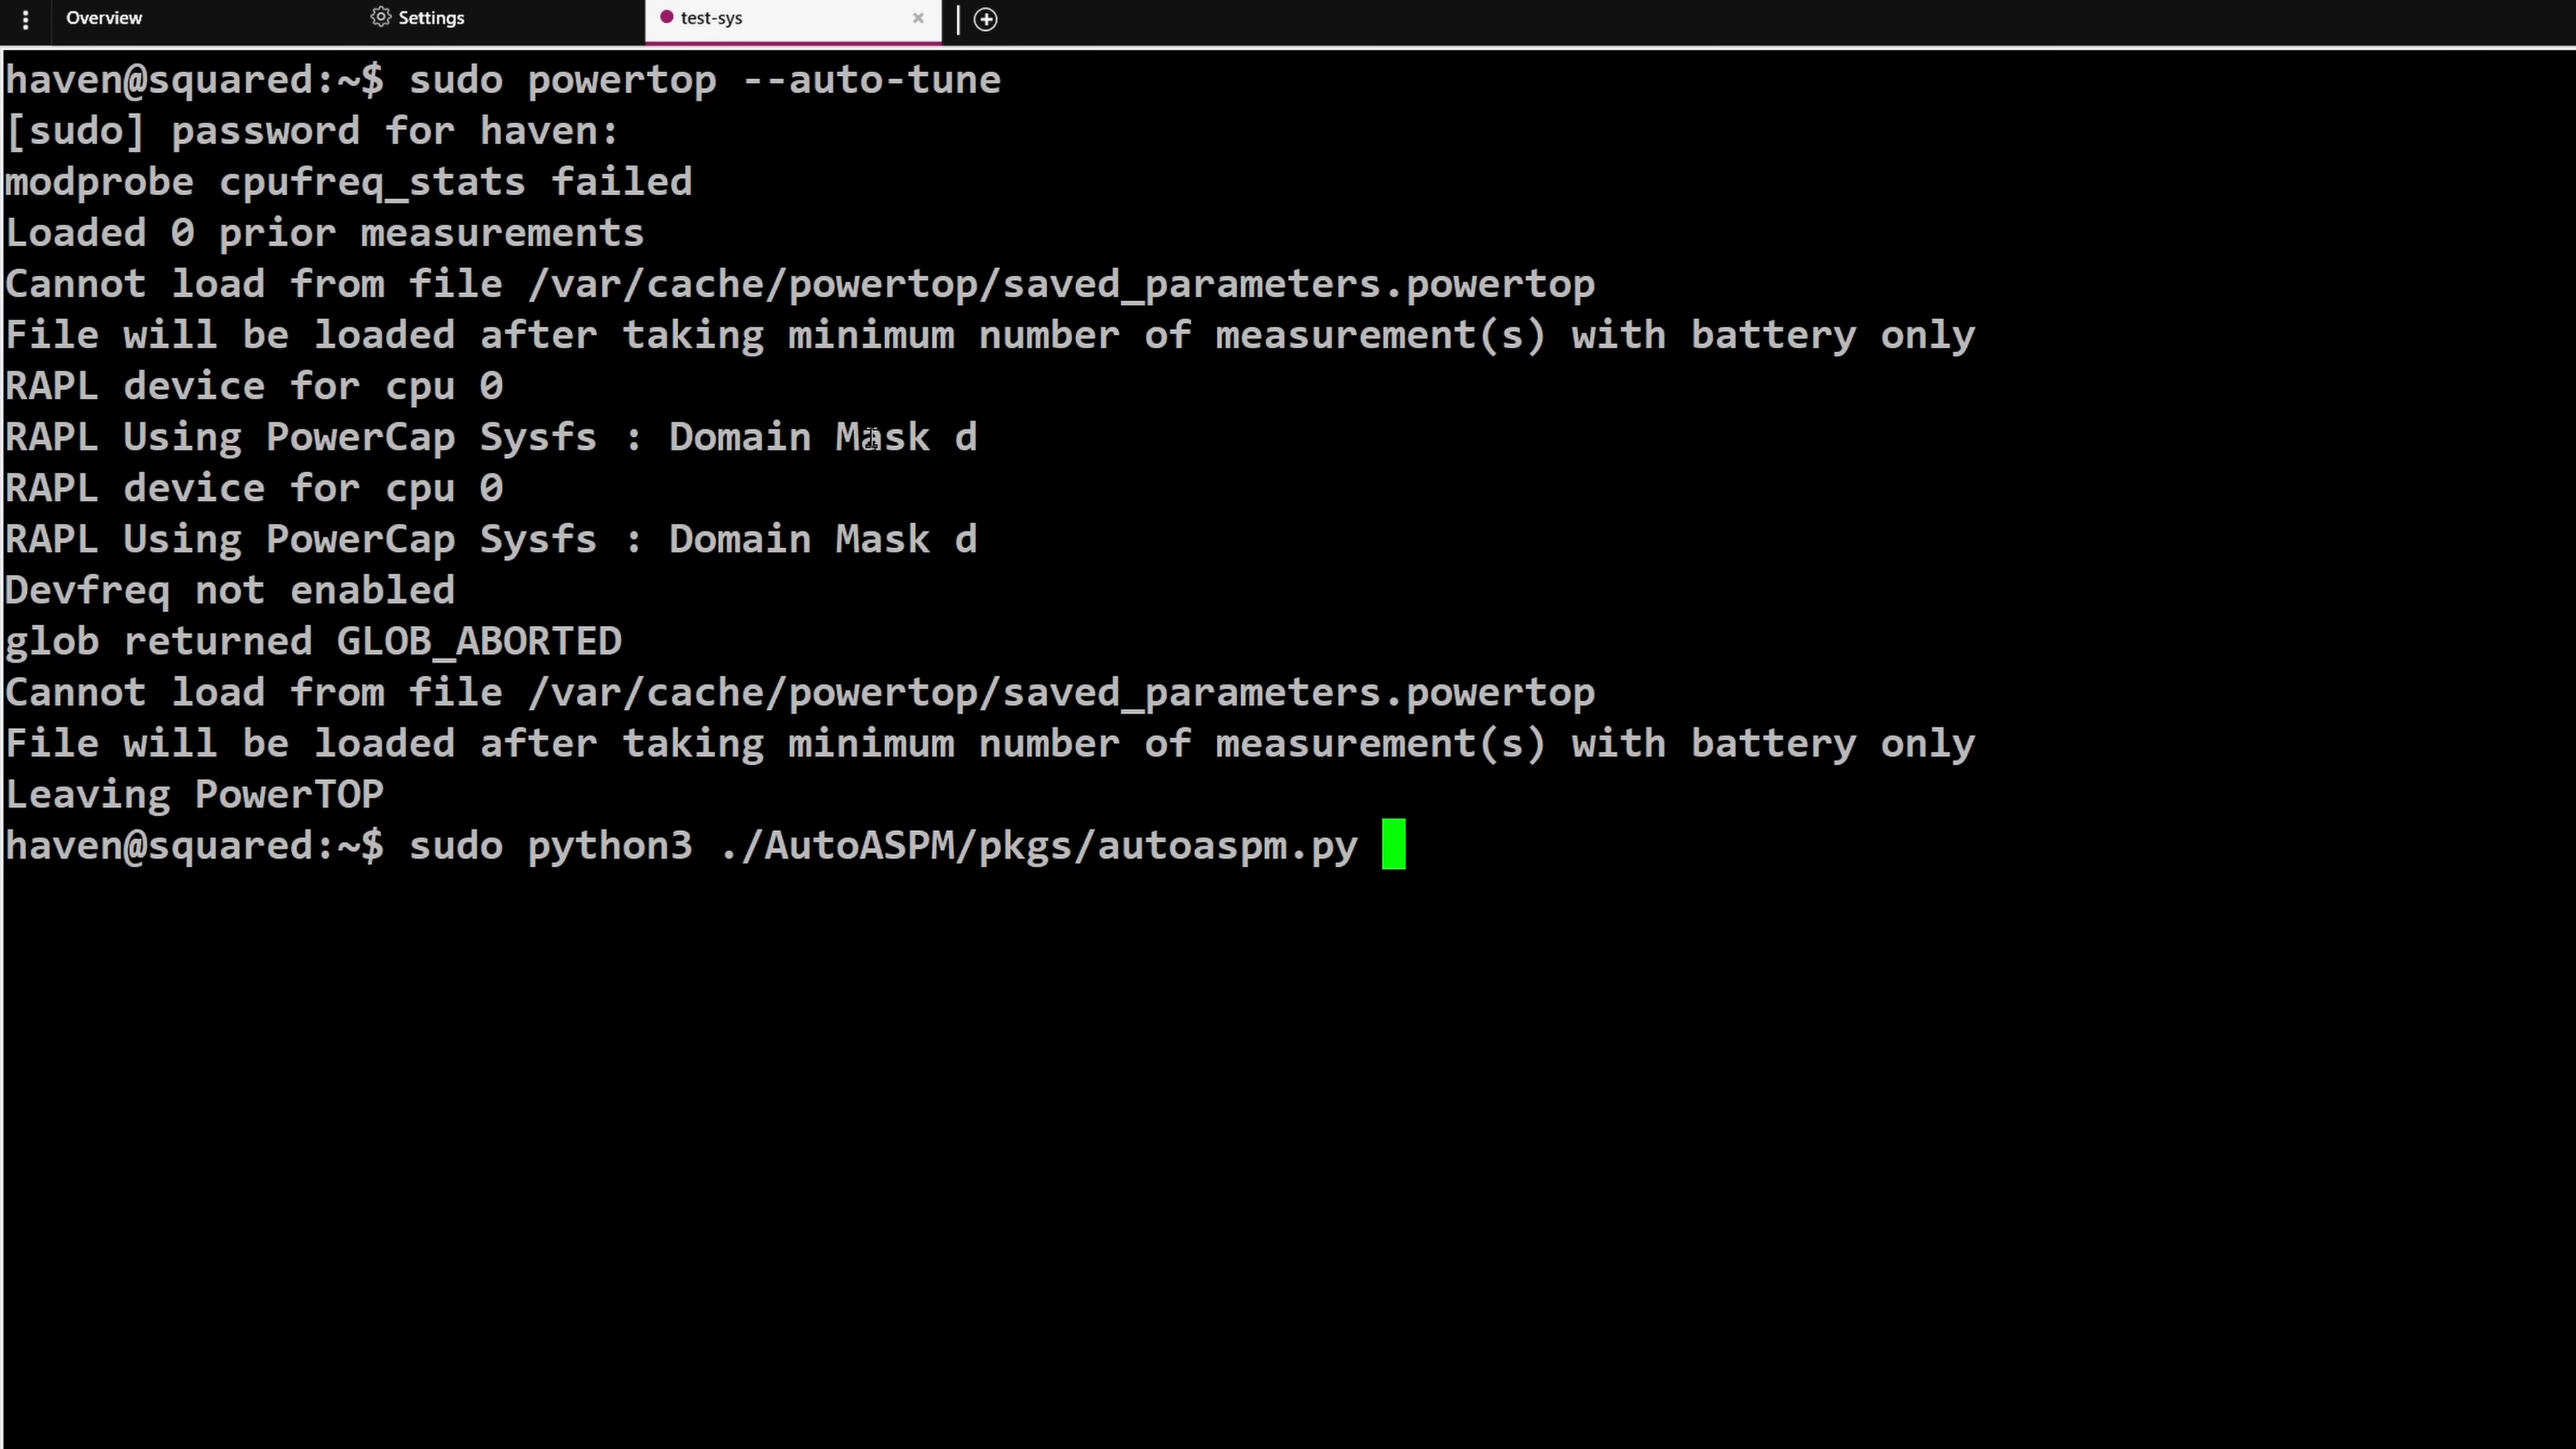 Overview Settings test-sys
haven@squared:~$ sudo powertop --auto-tune
[sudo] password for haven:
modprobe cpufreq_stats failed
Loaded 0 prior measurements
Cannot load from file /var/cache/powertop/saved_parameters.powertop
File will be loaded after taking minimum number of measurement(s) with battery only
RAPL device for cpu 0
RAPL Using PowerCap Sysfs : Domain Mask d
RAPL device for cpu 0
RAPL Using PowerCap Sysfs : Domain Mask d
Devfreq not enabled
glob returned GLOB_ABORTED
Cannot load from file /var/cache/powertop/saved_parameters.powertop
File will be loaded after taking minimum number of measurement(s) with battery only
Leaving PowerTOP
haven@squared:~$ sudo python3 ./AutoASPM/pkgs/autoaspm.py